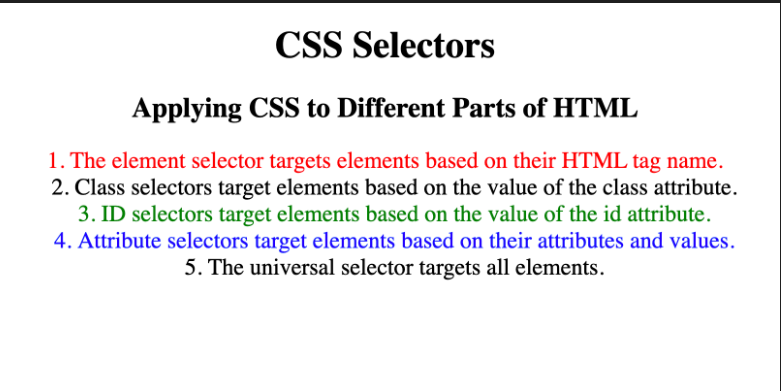 CSS Selectors
Applying CSS to Different Parts of HTML
1. The element selector targets elements based on their HTML tag name.
2. Class selectors target elements based on the value of the class attribute.
3. ID selectors target elements based on the value of the id attribute.
4. Attribute selectors target elements based on their attributes and values.
5. The universal selector targets all elements.